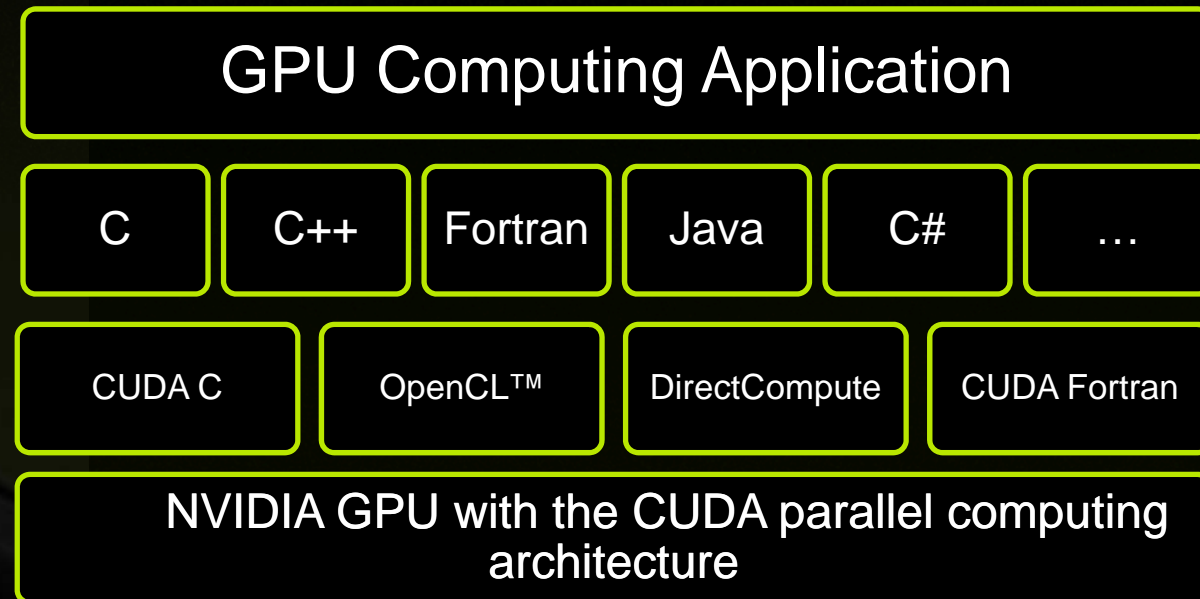 GPU Computing Application
C C++ Fortran Java C# …
CUDA C OpenCL™ DirectCompute CUDA Fortran
NVIDIA GPU with the CUDA parallel computing
architecture